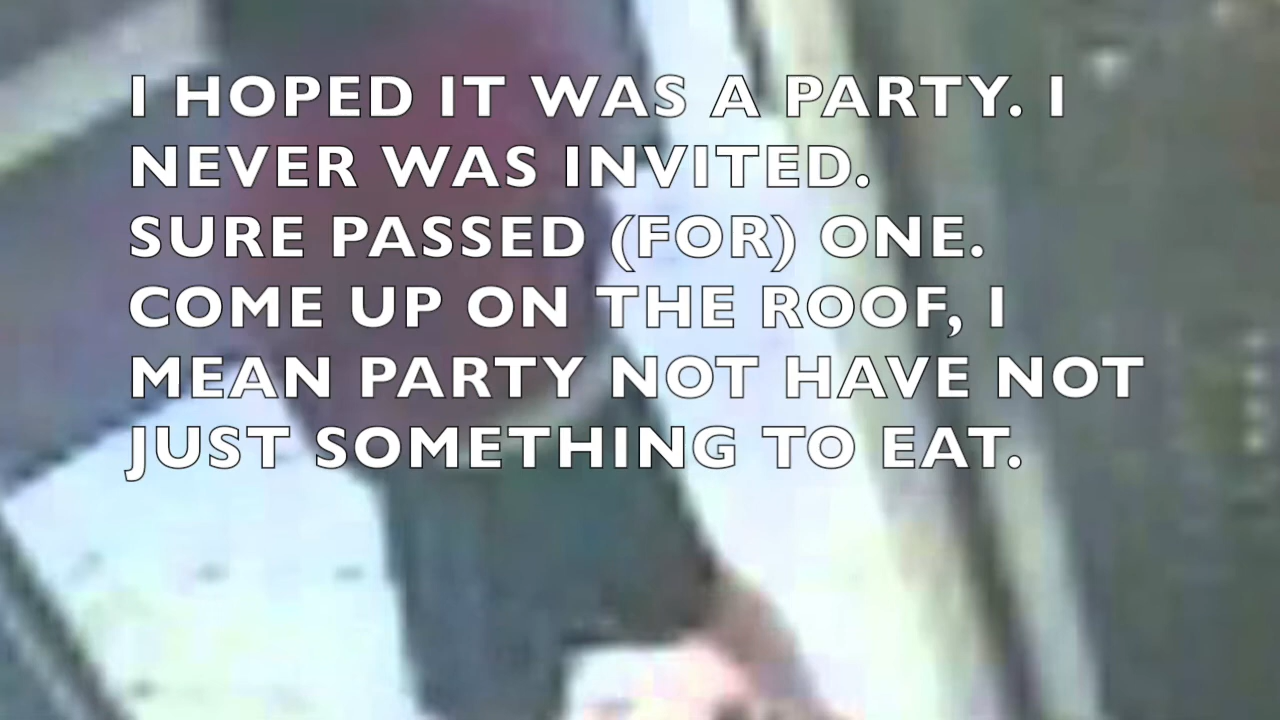 I HOPED IT WAS A PARTY. I
NEVER WAS INVITED.
SURE PASSED (FOR) ONE.
COME UP ON THE ROOF, I
MEAN PARTY NOT HAVE NOT
JUST SOMETHING TO EAT.